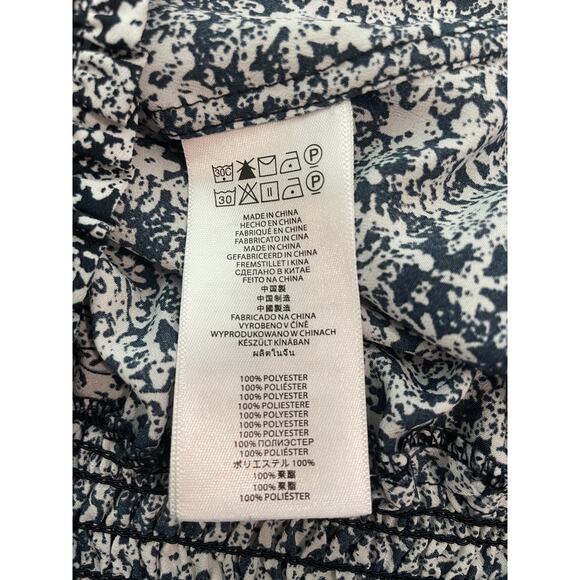 30C P
30 P
MADE IN CHINA
HECHO EN CHINA
FABRIQUÉ EN CHINE
FABBRICATO IN CINA
MADE IN CHINA
GEFABRICEERD IN CHINA
FREMSTILLET I KINA
СДЕЛАНО В КИТАЕ
FEITO NA CHINA
中国製
中国制造
中國製造
FABRICADO NA CHINA
VYROBENO V ČÍNĚ
WYPRODUKOWANO W CHINACH
KÉSZÜLT KÍNÁBAN
ผลิตในจีน
100% POLYESTER
100% POLIÉSTER
100% POLYESTER
100% POLIESTERE
100% POLYESTER
100% POLYESTER
100% POLYESTER
100% ПОЛИЭСТЕР
100% POLIÉSTER
ポリエステル 100%
100% 聚酯
100% 聚酯
100% POLIÉSTER